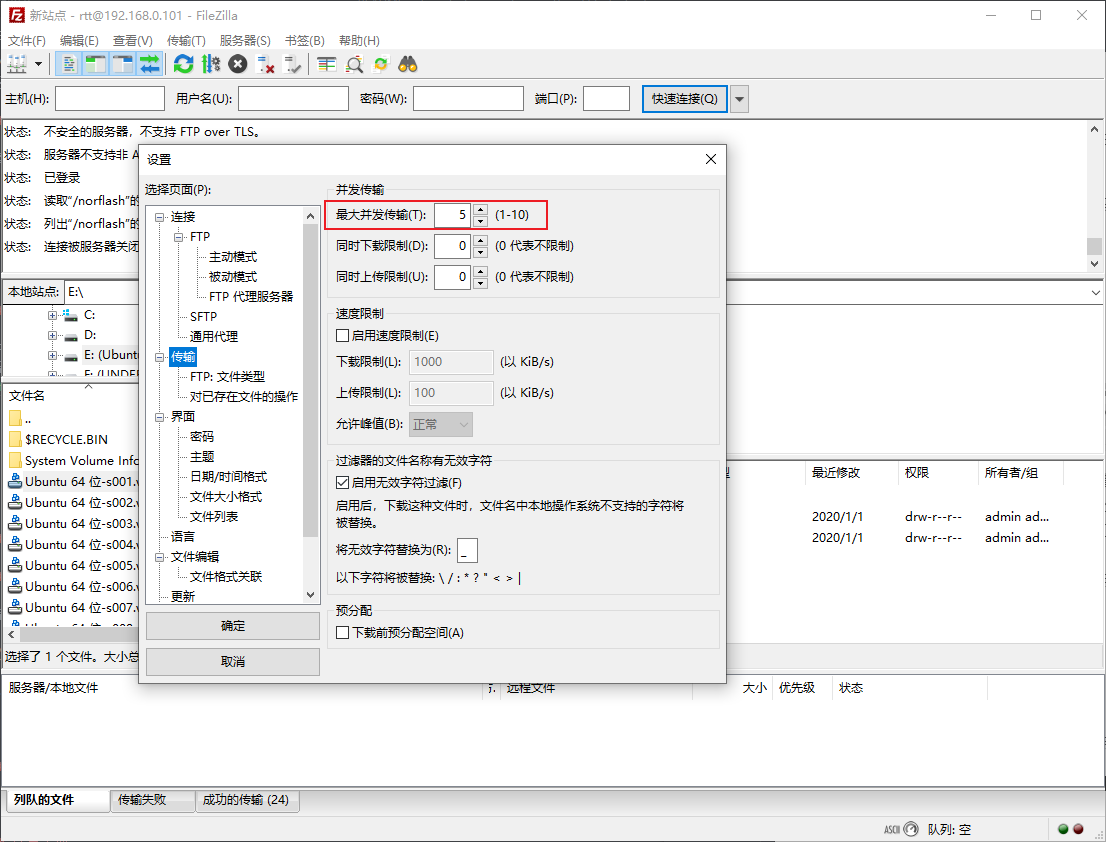 新站点 - rtt@192.168.0.101 - FileZilla
文件(F) 编辑(E) 查看(V) 传输(T) 服务器(S) 书签(B) 帮助(H)
主机(H): 用户名(U): 密码(W): 端口(P): 快速连接(Q)
状态: 不安全的服务器，不支持 FTP over TLS。
状态: 服务器不支持非 A
状态: 已登录
状态: 读取“/norflash”的
状态: 列出“/norflash”的
状态: 连接被服务器关闭
本地站点: E:\
C:
D:
E: (Ubuntu
F: (UNDER
文件名
..
$RECYCLE.BIN
System Volume Info
Ubuntu 64 位-s001.v
Ubuntu 64 位-s002.v
Ubuntu 64 位-s003.v
Ubuntu 64 位-s004.v
Ubuntu 64 位-s005.v
Ubuntu 64 位-s006.v
Ubuntu 64 位-s007.v
Ubuntu 64 位-s008.v
选择了 1 个文件。大小总
设置
选择页面(P):
连接
FTP
主动模式
被动模式
FTP 代理服务器
SFTP
通用代理
传输
FTP: 文件类型
对已存在文件的操作
界面
密码
主题
日期/时间格式
文件大小格式
文件列表
语言
文件编辑
文件格式关联
更新
确定
取消
并发传输
最大并发传输(T): 5 (1-10)
同时下载限制(D): 0 (0 代表不限制)
同时上传限制(U): 0 (0 代表不限制)
速度限制
启用速度限制(E)
下载限制(L): 1000 (以 KiB/s)
上传限制(L): 100 (以 KiB/s)
允许峰值(B): 正常
过滤器的文件名称有无效字符
启用无效字符过滤(F)
启用后，下载这种文件时，文件名中本地操作系统不支持的字符将
被替换。
将无效字符替换为(R): _
以下字符将被替换: \ / : * ? " < > |
预分配
下载前预分配空间(A)
最近修改 权限 所有者/组
2020/1/1 drw-r--r-- admin ad...
2020/1/1 drw-r--r-- admin ad...
服务器/本地文件 远程文件 大小 优先级 状态
列队的文件 传输失败 成功的传输 (24)
ASCII 队列: 空